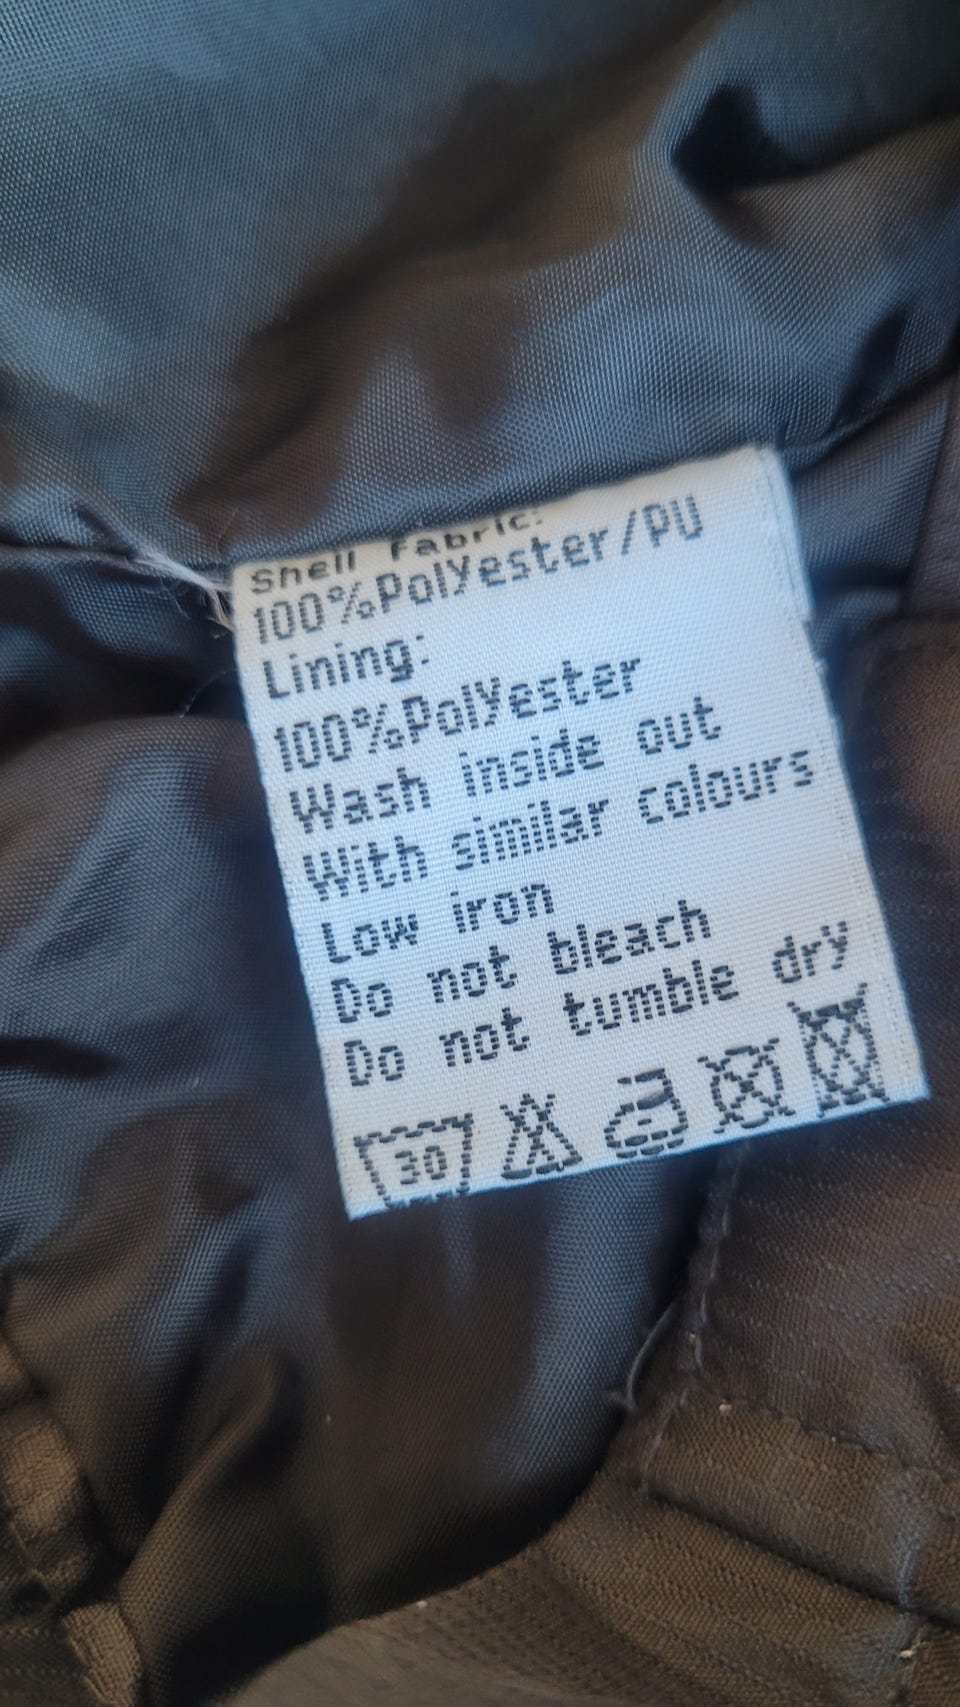 Shell Fabric:
100%Polyester/PU
Lining:
100%Polyester
Wash inside out
With similar colours
Low iron
Do not bleach
Do not tumble dry
30